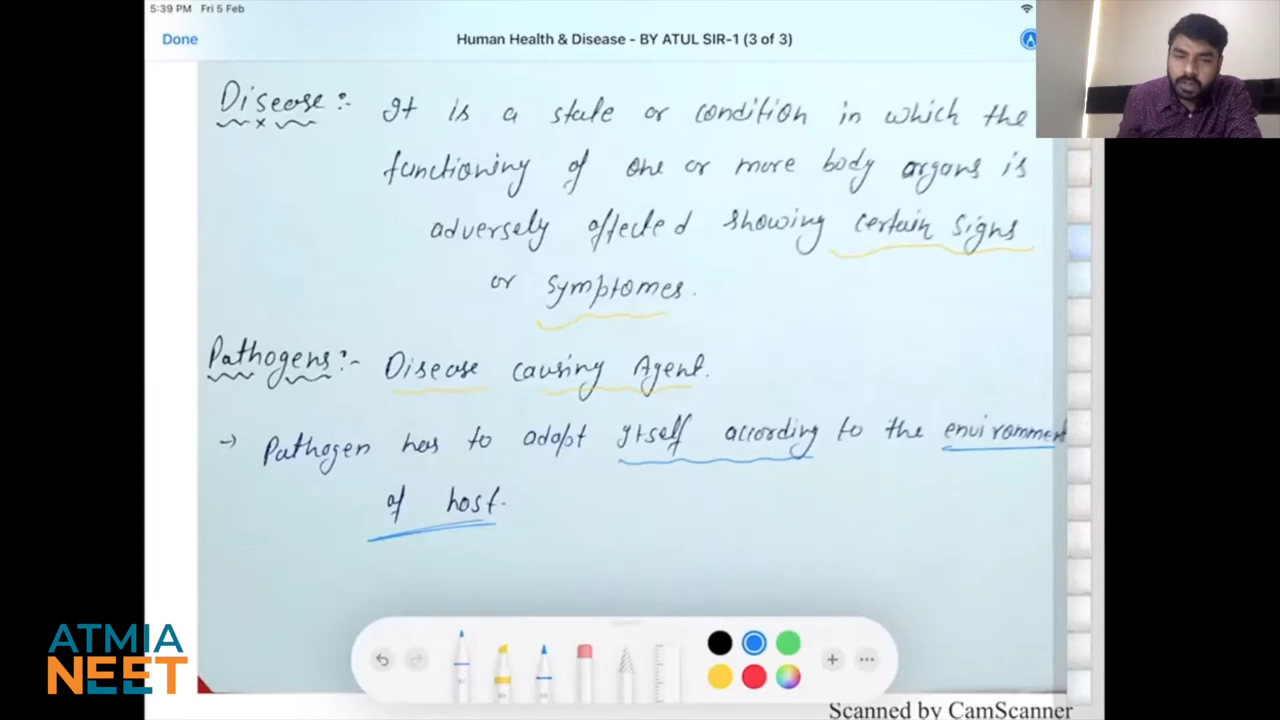 5:39 PM Fri 5 Feb
Done
Human Health & Disease - BY ATUL SIR-1 (3 of 3)
Disease :- It is a state or condition in which the
functioning of one or more body organs is
adversely affected showing certain signs
or symptomes.
Pathogens :- Disease causing Agent.
→ Pathogen has to adopt Itself according to the environment
of host.
ATMIA
NEET
Scanned by CamScanner